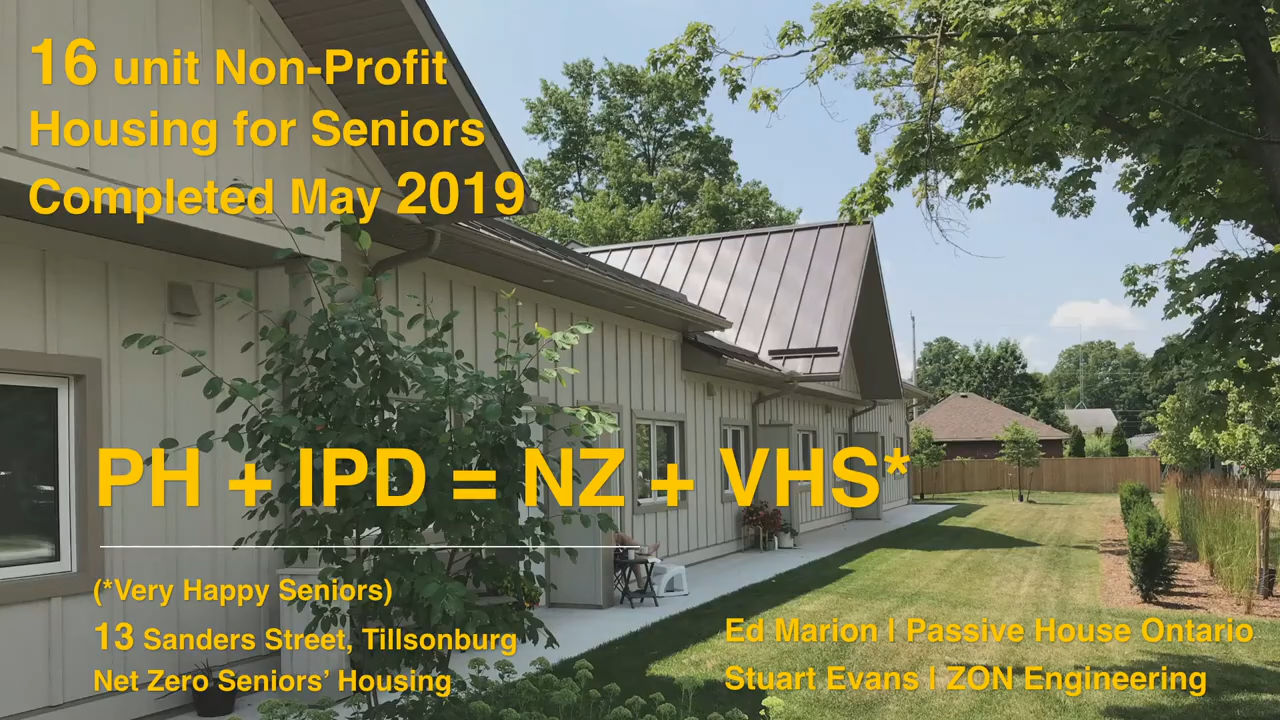 16 unit Non-Profit
Housing for Seniors
Completed May 2019
PH + IPD = NZ + VHS*
(*Very Happy Seniors)
13 Sanders Street, Tillsonburg
Net Zero Seniors’ Housing
Ed Marion | Passive House Ontario
Stuart Evans | ZON Engineering